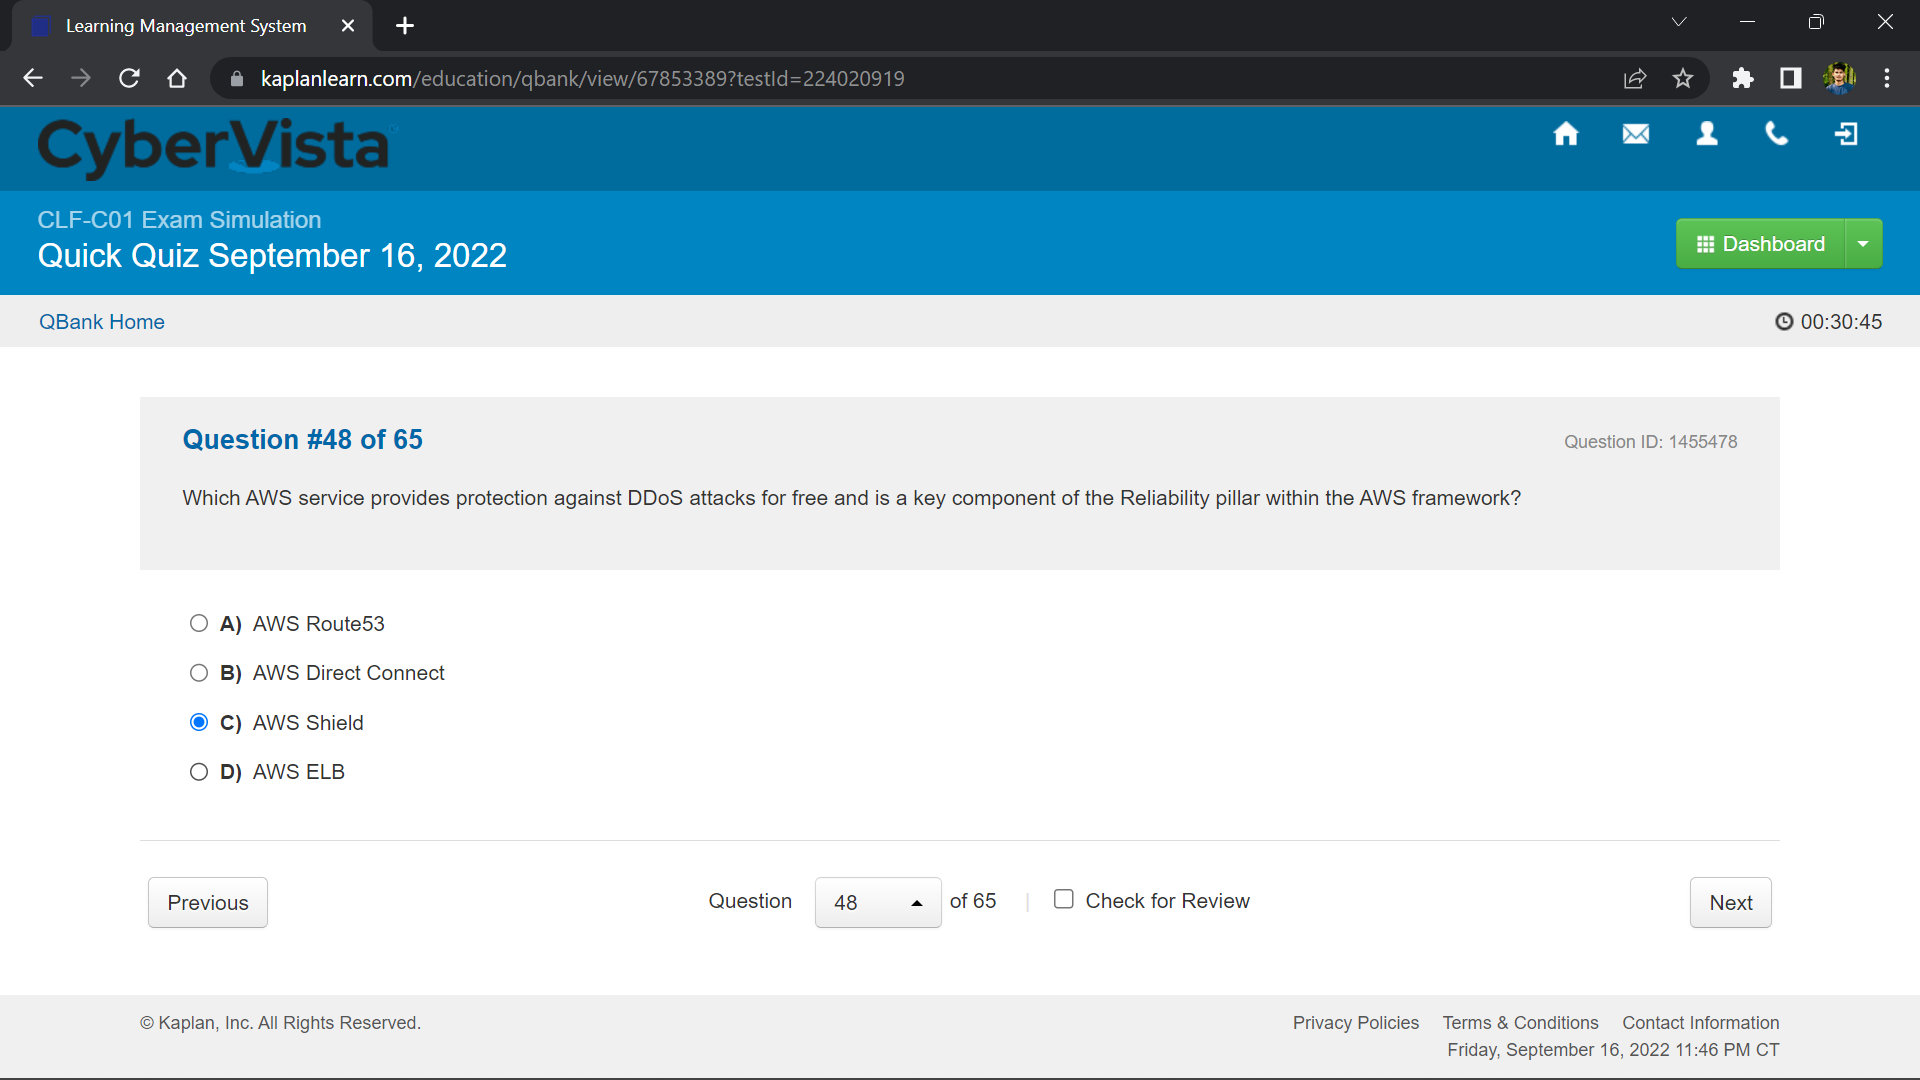 Learning Management System
kaplanlearn.com/education/qbank/view/67853389?testId=224020919
CyberVista
CLF-C01 Exam Simulation
Quick Quiz September 16, 2022
Dashboard
QBank Home
00:30:45
Question #48 of 65
Question ID: 1455478
Which AWS service provides protection against DDoS attacks for free and is a key component of the Reliability pillar within the AWS framework?
A) AWS Route53
B) AWS Direct Connect
C) AWS Shield
D) AWS ELB
Previous
Question 48 of 65 | Check for Review
Next
© Kaplan, Inc. All Rights Reserved.
Privacy Policies Terms & Conditions Contact Information
Friday, September 16, 2022 11:46 PM CT